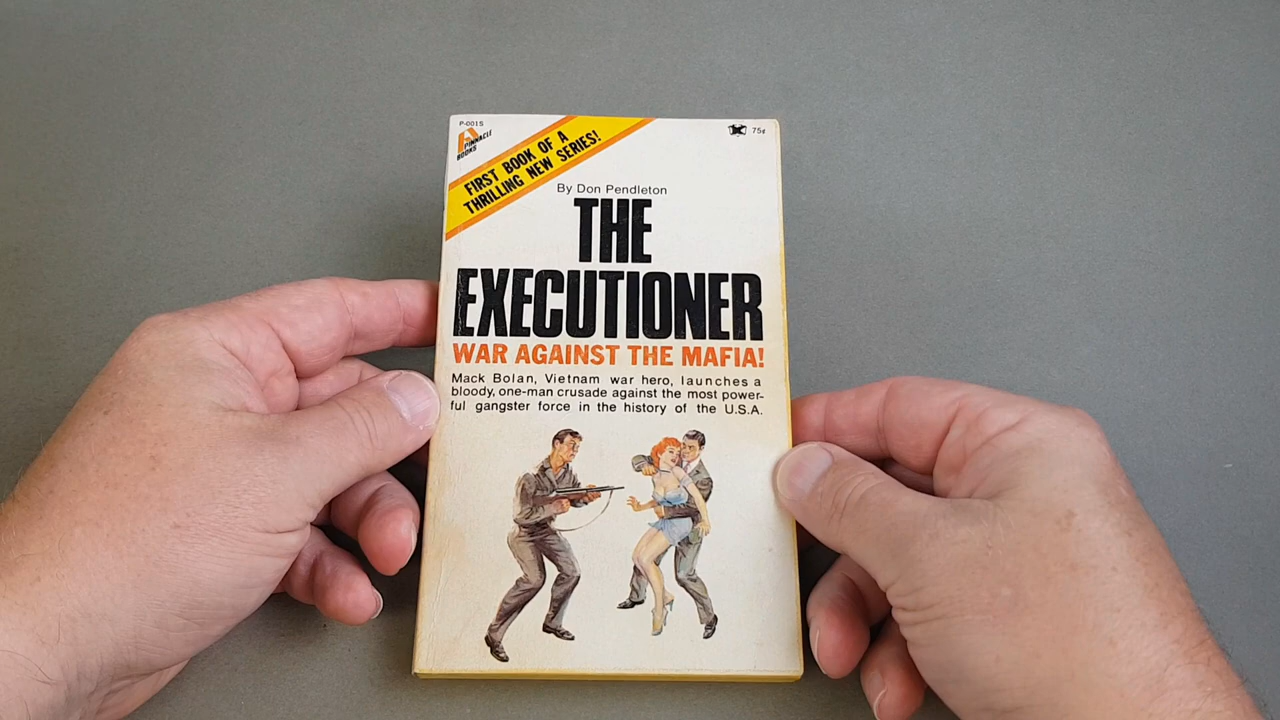 P-001S
PINNACLE
BOOKS
75¢
FIRST BOOK OF A
THRILLING NEW SERIES!
By Don Pendleton
THE
EXECUTIONER
WAR AGAINST THE MAFIA!
Mack Bolan, Vietnam war hero, launches a
bloody, one-man crusade against the most power-
ful gangster force in the history of the U.S.A.